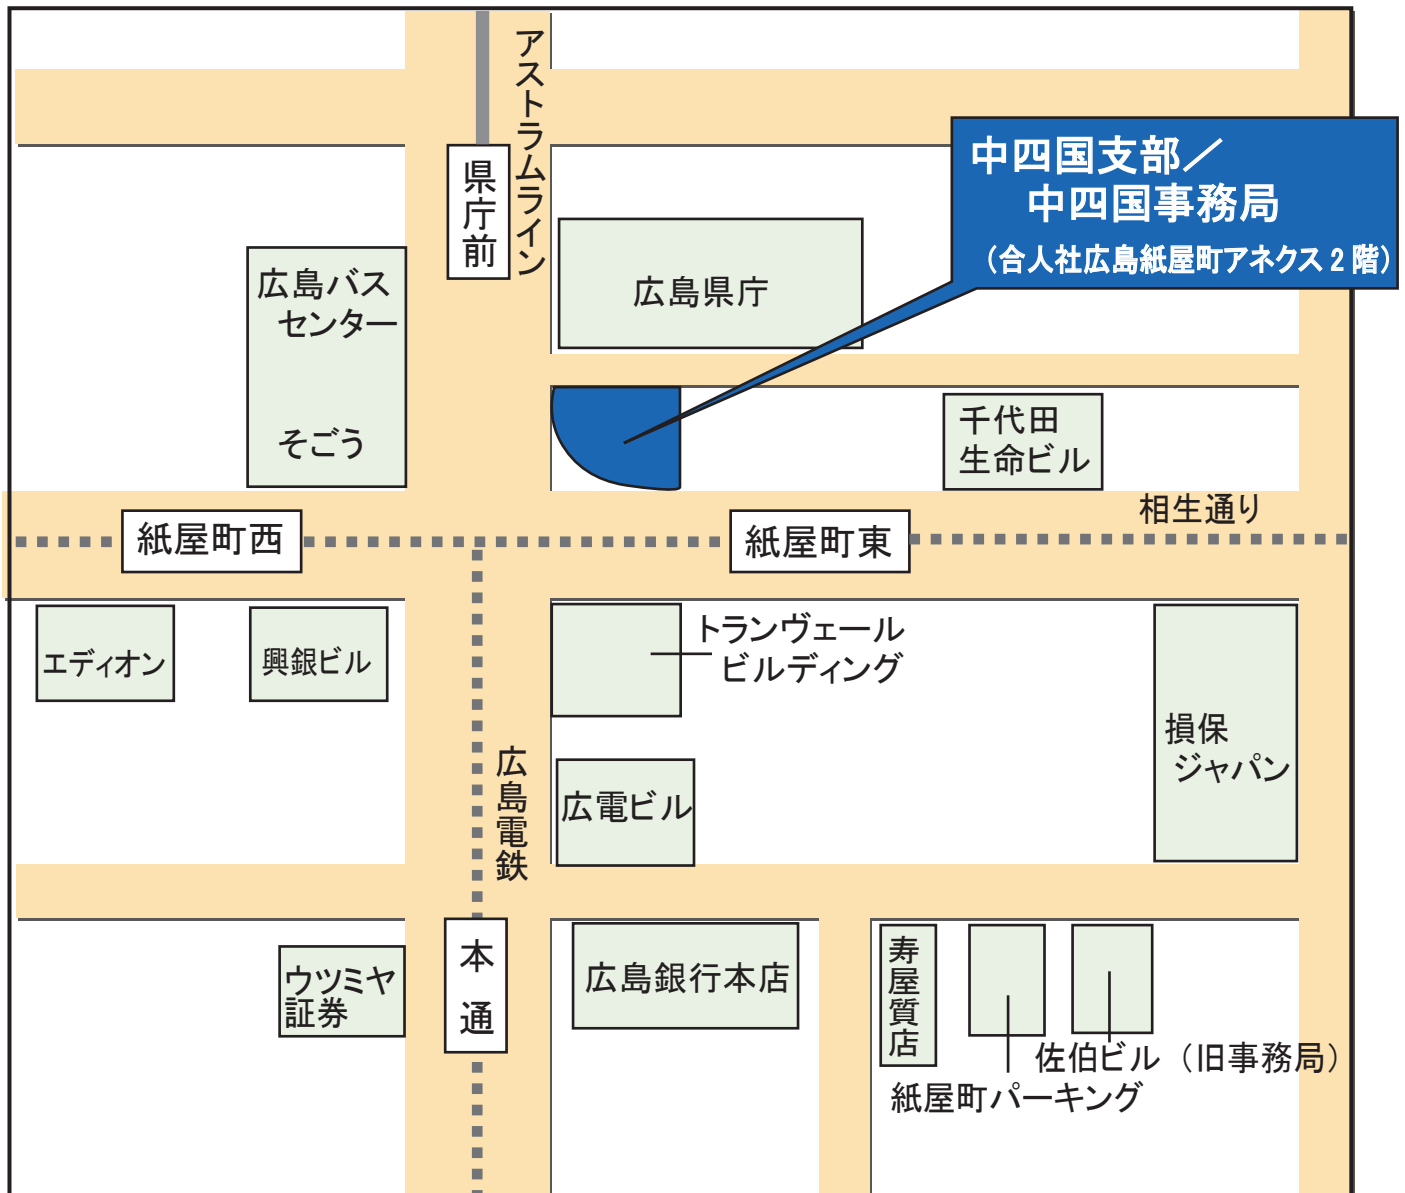 アストラムライン
県庁前
中四国支部／
中四国事務局
（合人社広島紙屋町アネクス２階）
広島バス
センター
そごう
広島県庁
千代田
生命ビル
相生通り
紙屋町西
紙屋町東
エディオン
興銀ビル
トランヴェール
ビルディング
損保
ジャパン
広島電鉄
広電ビル
本通
ウツミヤ
証券
広島銀行本店
寿屋質店
佐伯ビル（旧事務局）
紙屋町パーキング